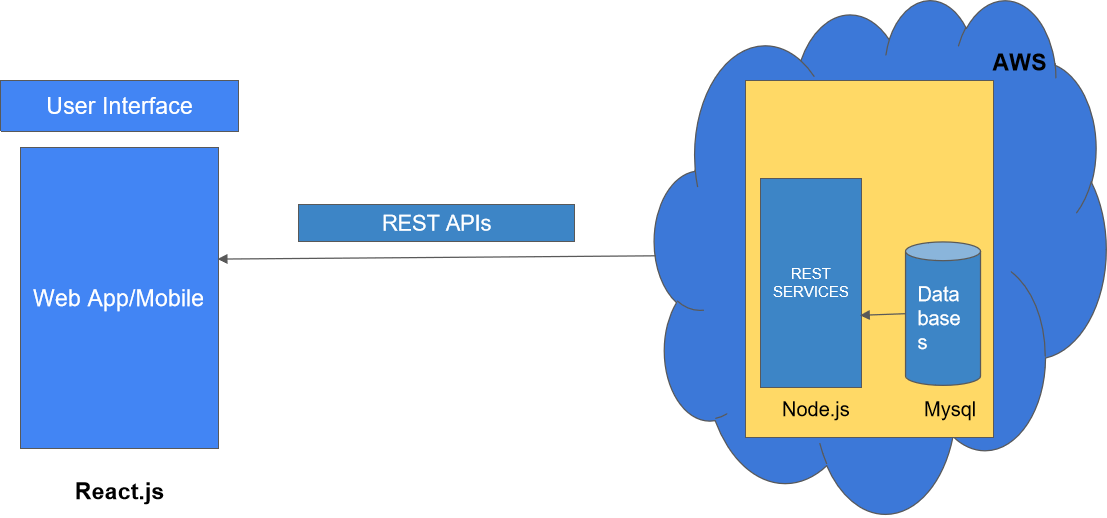 AWS
User Interface
REST APIs
Web App/Mobile
REST
SERVICES
Data
base
s
Node.js
Mysql
React.js